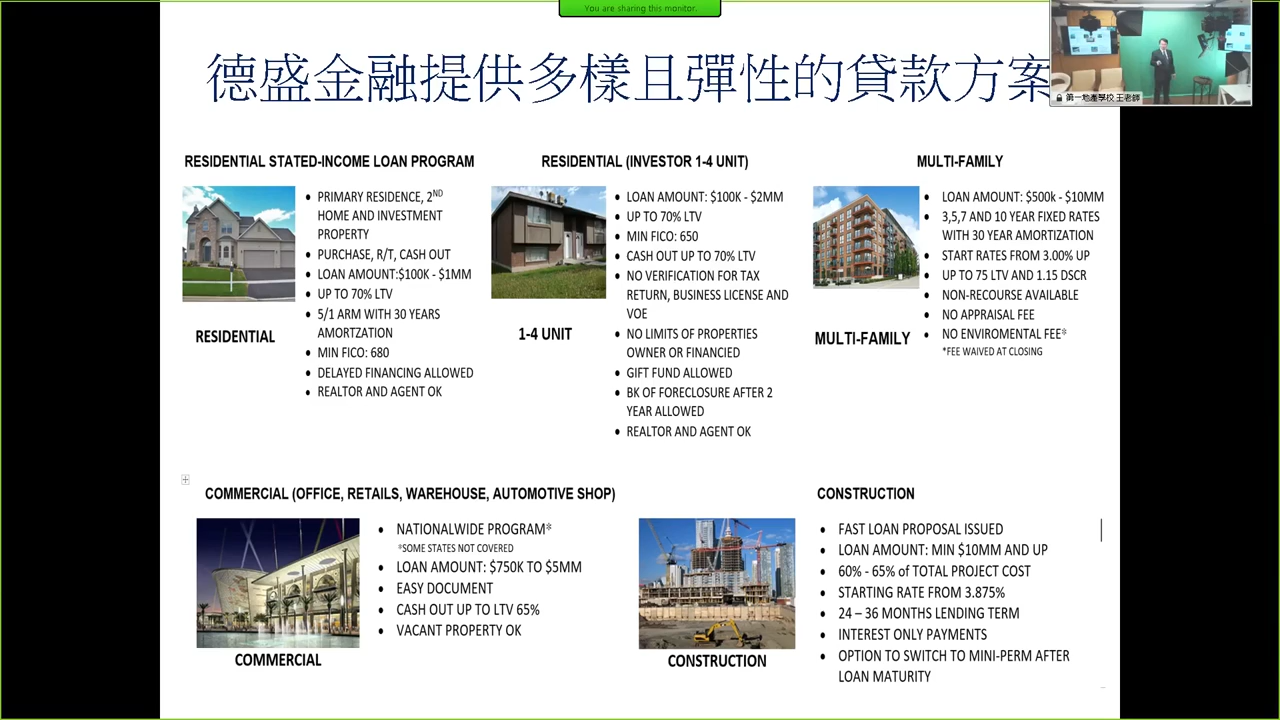 You are sharing this monitor.
德盛金融提供多樣且彈性的貸款方案
第一地產學校 王老師
RESIDENTIAL STATED-INCOME LOAN PROGRAM
• PRIMARY RESIDENCE, 2ND
HOME AND INVESTMENT
PROPERTY
• PURCHASE, R/T, CASH OUT
• LOAN AMOUNT:$100K - $1MM
• UP TO 70% LTV
• 5/1 ARM WITH 30 YEARS
AMORTZATION
• MIN FICO: 680
• DELAYED FINANCING ALLOWED
• REALTOR AND AGENT OK
RESIDENTIAL
RESIDENTIAL (INVESTOR 1-4 UNIT)
• LOAN AMOUNT: $100K - $2MM
• UP TO 70% LTV
• MIN FICO: 650
• CASH OUT UP TO 70% LTV
• NO VERIFICATION FOR TAX
RETURN, BUSINESS LICENSE AND
VOE
• NO LIMITS OF PROPERTIES
OWNER OR FINANCIED
• GIFT FUND ALLOWED
• BK OF FORECLOSURE AFTER 2
YEAR ALLOWED
• REALTOR AND AGENT OK
1-4 UNIT
MULTI-FAMILY
• LOAN AMOUNT: $500k - $10MM
• 3,5,7 AND 10 YEAR FIXED RATES
WITH 30 YEAR AMORTIZATION
• START RATES FROM 3.00% UP
• UP TO 75 LTV AND 1.15 DSCR
• NON-RECOURSE AVAILABLE
• NO APPRAISAL FEE
• NO ENVIROMENTAL FEE*
*FEE WAIVED AT CLOSING
MULTI-FAMILY
COMMERCIAL (OFFICE, RETAILS, WAREHOUSE, AUTOMOTIVE SHOP)
• NATIONALWIDE PROGRAM*
*SOME STATES NOT COVERED
• LOAN AMOUNT: $750K TO $5MM
• EASY DOCUMENT
• CASH OUT UP TO LTV 65%
• VACANT PROPERTY OK
COMMERCIAL
CONSTRUCTION
• FAST LOAN PROPOSAL ISSUED
• LOAN AMOUNT: MIN $10MM AND UP
• 60% - 65% of TOTAL PROJECT COST
• STARTING RATE FROM 3.875%
• 24 – 36 MONTHS LENDING TERM
• INTEREST ONLY PAYMENTS
• OPTION TO SWITCH TO MINI-PERM AFTER
LOAN MATURITY
CONSTRUCTION